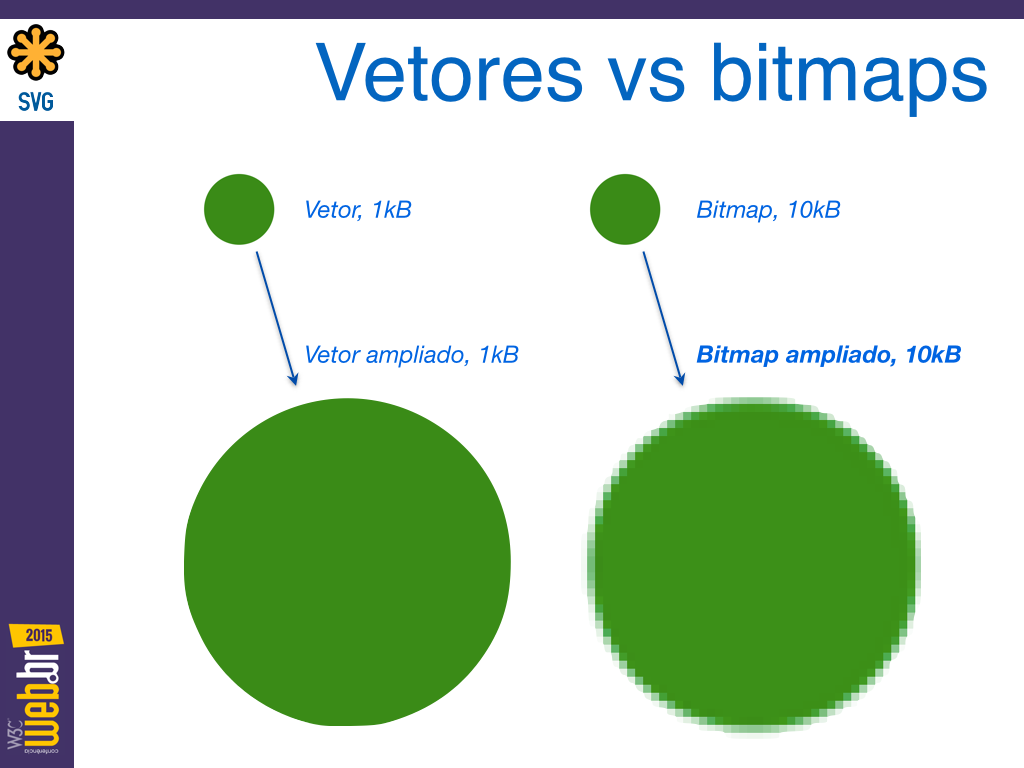 SVG
Vetores vs bitmaps
Vetor, 1kB
Bitmap, 10kB
Vetor ampliado, 1kB
Bitmap ampliado, 10kB
2015
W3C
conferência
web.br